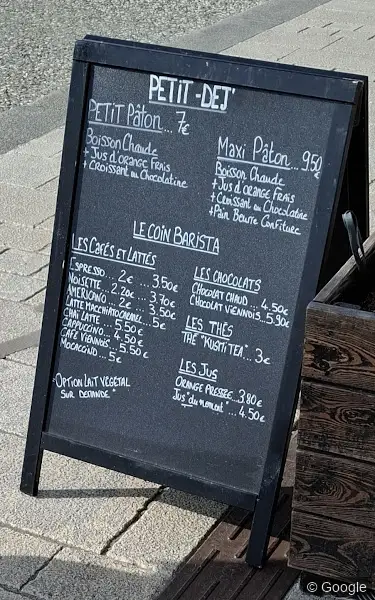 PETIT-DEJ'
PETIT PÂTON... 7€
BOISSON CHAUDE
+ JUS D'ORANGE FRAIS
+ CROISSANT ou CHOCOLATINE
MAXI PÂTON... 9.50€
BOISSON CHAUDE
+ JUS D'ORANGE FRAIS
+ CROISSANT ou CHOCOLATINE
+ PAIN BEURRE CONFITURE
LE COIN BARISTA
LES CAFÉS ET LATTÉS
ESPRESSO... 2€... 3.50€
NOISETTE... 2.20€... 3.70€
AMERICANO... 2€... 3.50€
LATTE MACCHIATO CARAMEL... 5€
CHAÏ LATTE... 5.50€
CAPPUCCINO... 4.50€
CAFÉ VIENNOIS... 5.50€
MOCACCINO... 5€
"OPTION LAIT VEGETAL
SUR DEMANDE"
LES CHOCOLATS
CHOCOLAT CHAUD... 4.50€
CHOCOLAT VIENNOIS... 5.90€
LES THÉS
THÉ "KUSMI TEA"... 3€
LES JUS
ORANGE PRESSÉE... 3.80€
JUS "du moment"... 4.50€
© Google